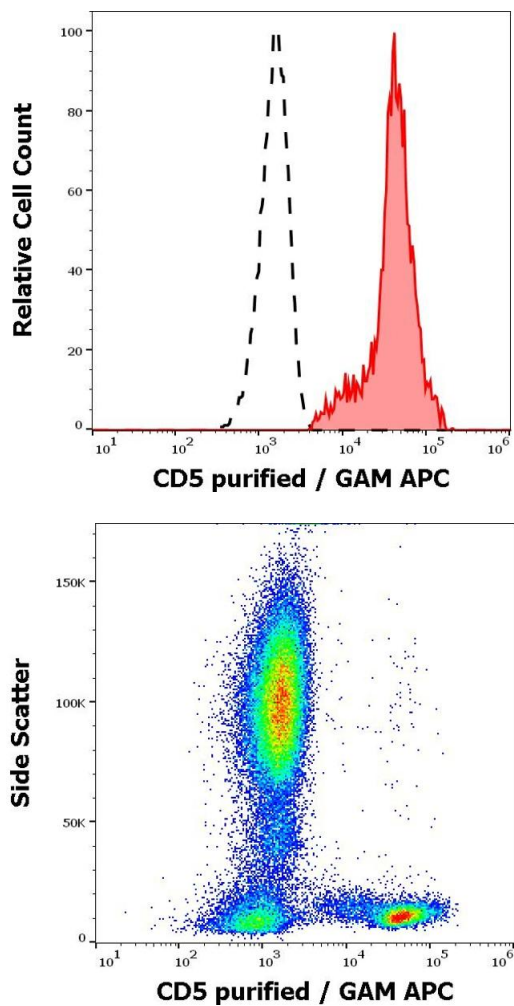 100
80
60
40
20
0
Relative Cell Count
10^1 10^2 10^3 10^4 10^5 10^6
CD5 purified / GAM APC
150K
100K
50K
0
Side Scatter
10^1 10^2 10^3 10^4 10^5 10^6
CD5 purified / GAM APC